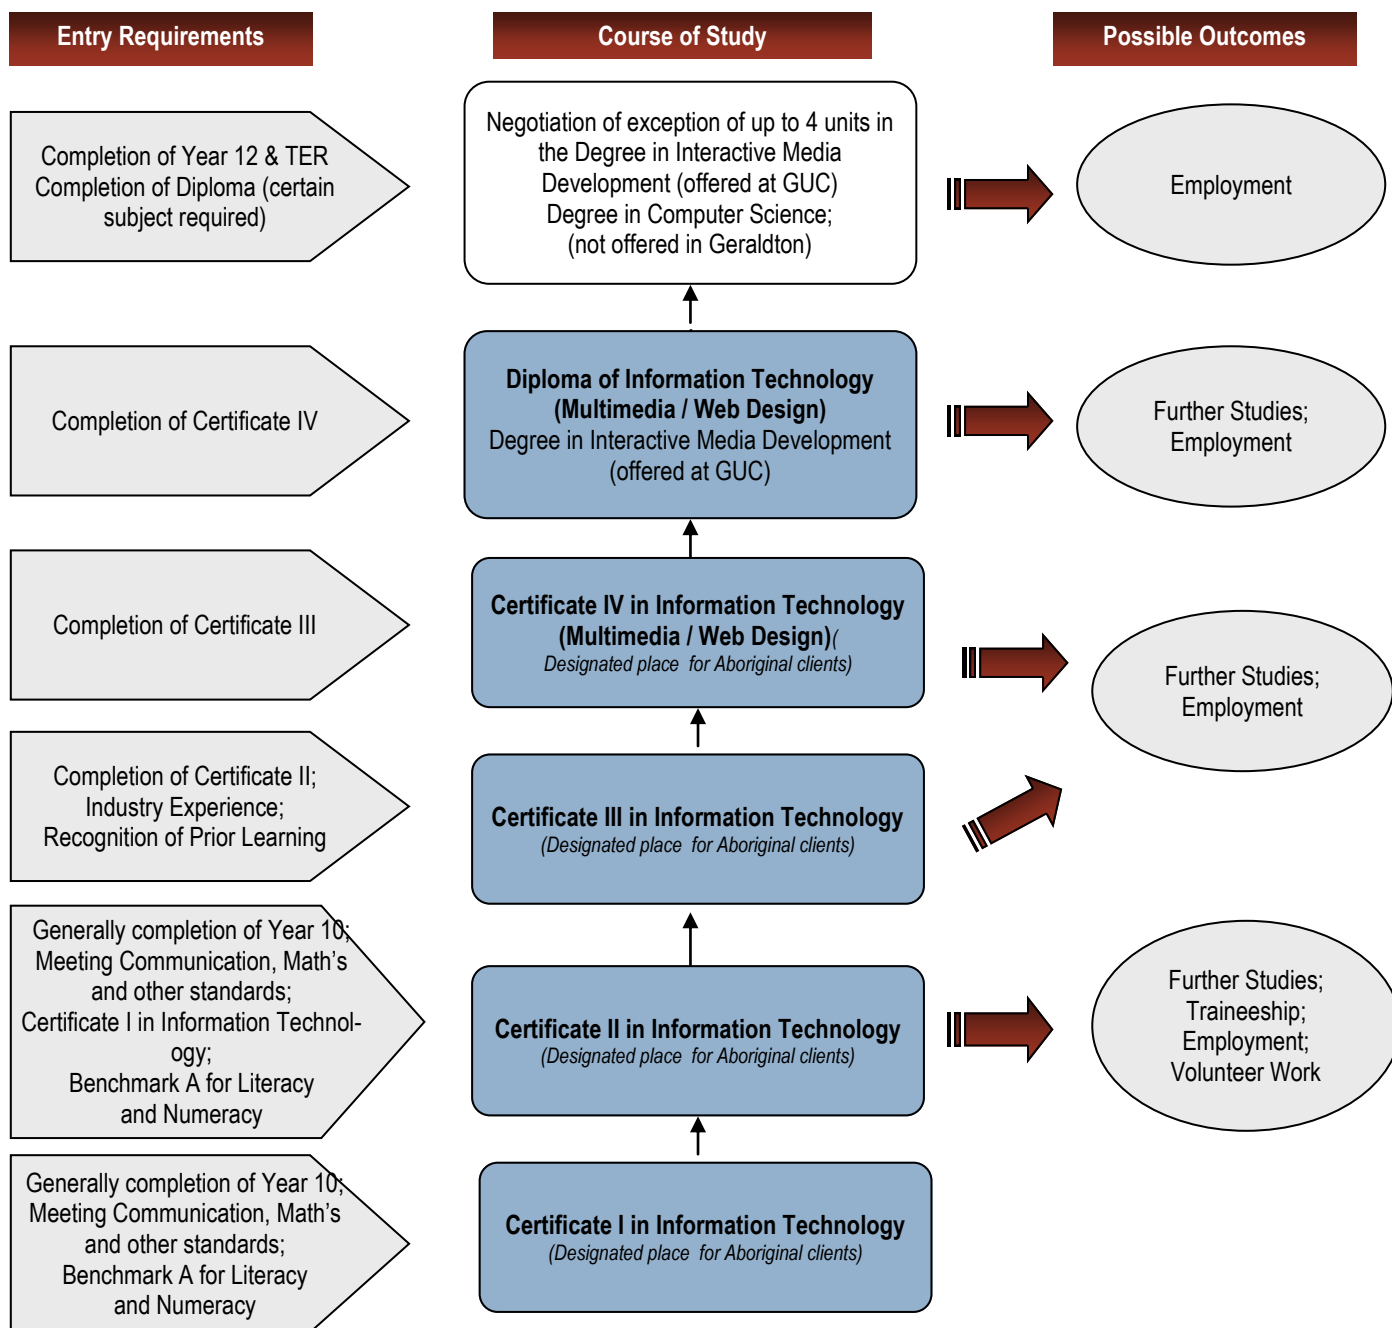 Entry Requirements
Course of Study
Possible Outcomes
Completion of Year 12 & TER
Completion of Diploma (certain
subject required)
Negotiation of exception of up to 4 units in
the Degree in Interactive Media
Development (offered at GUC)
Degree in Computer Science;
(not offered in Geraldton)
Employment
Completion of Certificate IV
Diploma of Information Technology
(Multimedia / Web Design)
Degree in Interactive Media Development
(offered at GUC)
Further Studies;
Employment
Completion of Certificate III
Certificate IV in Information Technology
(Multimedia / Web Design)(
Designated place for Aboriginal clients)
Further Studies;
Employment
Completion of Certificate II;
Industry Experience;
Recognition of Prior Learning
Certificate III in Information Technology
(Designated place for Aboriginal clients)
Generally completion of Year 10;
Meeting Communication, Math’s
and other standards;
Certificate I in Information Technol-
ogy;
Benchmark A for Literacy
and Numeracy
Certificate II in Information Technology
(Designated place for Aboriginal clients)
Further Studies;
Traineeship;
Employment;
Volunteer Work
Generally completion of Year 10;
Meeting Communication, Math’s
and other standards;
Benchmark A for Literacy
and Numeracy
Certificate I in Information Technology
(Designated place for Aboriginal clients)